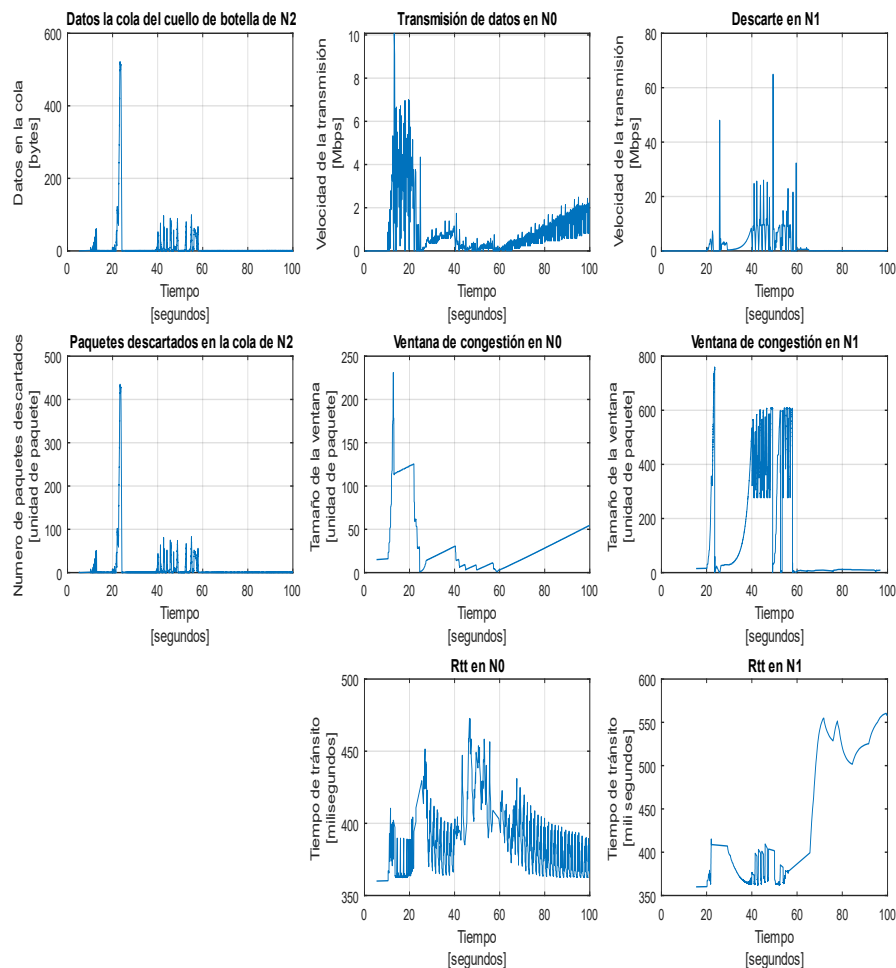 Datos la cola del cuello de botella de N2
Datos en la cola
[bytes]
600
400
200
0
0 20 40 60 80 100
Tiempo
[segundos]
Transmisión de datos en N0
Velocidad de la transmisión
[Mbps]
10
8
6
4
2
0
0 20 40 60 80 100
Tiempo
[segundos]
Descarte en N1
Velocidad de la transmisión
[Mbps]
80
60
40
20
0
0 20 40 60 80 100
Tiempo
[segundos]
Paquetes descartados en la cola de N2
Numero de paquetes descartados
[unidad de paquete]
500
400
300
200
100
0
0 20 40 60 80 100
Tiempo
[segundos]
Ventana de congestión en N0
Tamaño de la ventana
[unidad de paquete]
250
200
150
100
50
0
0 20 40 60 80 100
Tiempo
[segundos]
Ventana de congestión en N1
Tamaño de la ventana
[unidad de paquete]
800
600
400
200
0
0 20 40 60 80 100
Tiempo
[segundos]
Rtt en N0
Tiempo de tránsito
[milisegundos]
500
450
400
350
0 20 40 60 80 100
Tiempo
[segundos]
Rtt en N1
Tiempo de tránsito
[mili segundos]
600
550
500
450
400
350
0 20 40 60 80 100
Tiempo
[segundos]